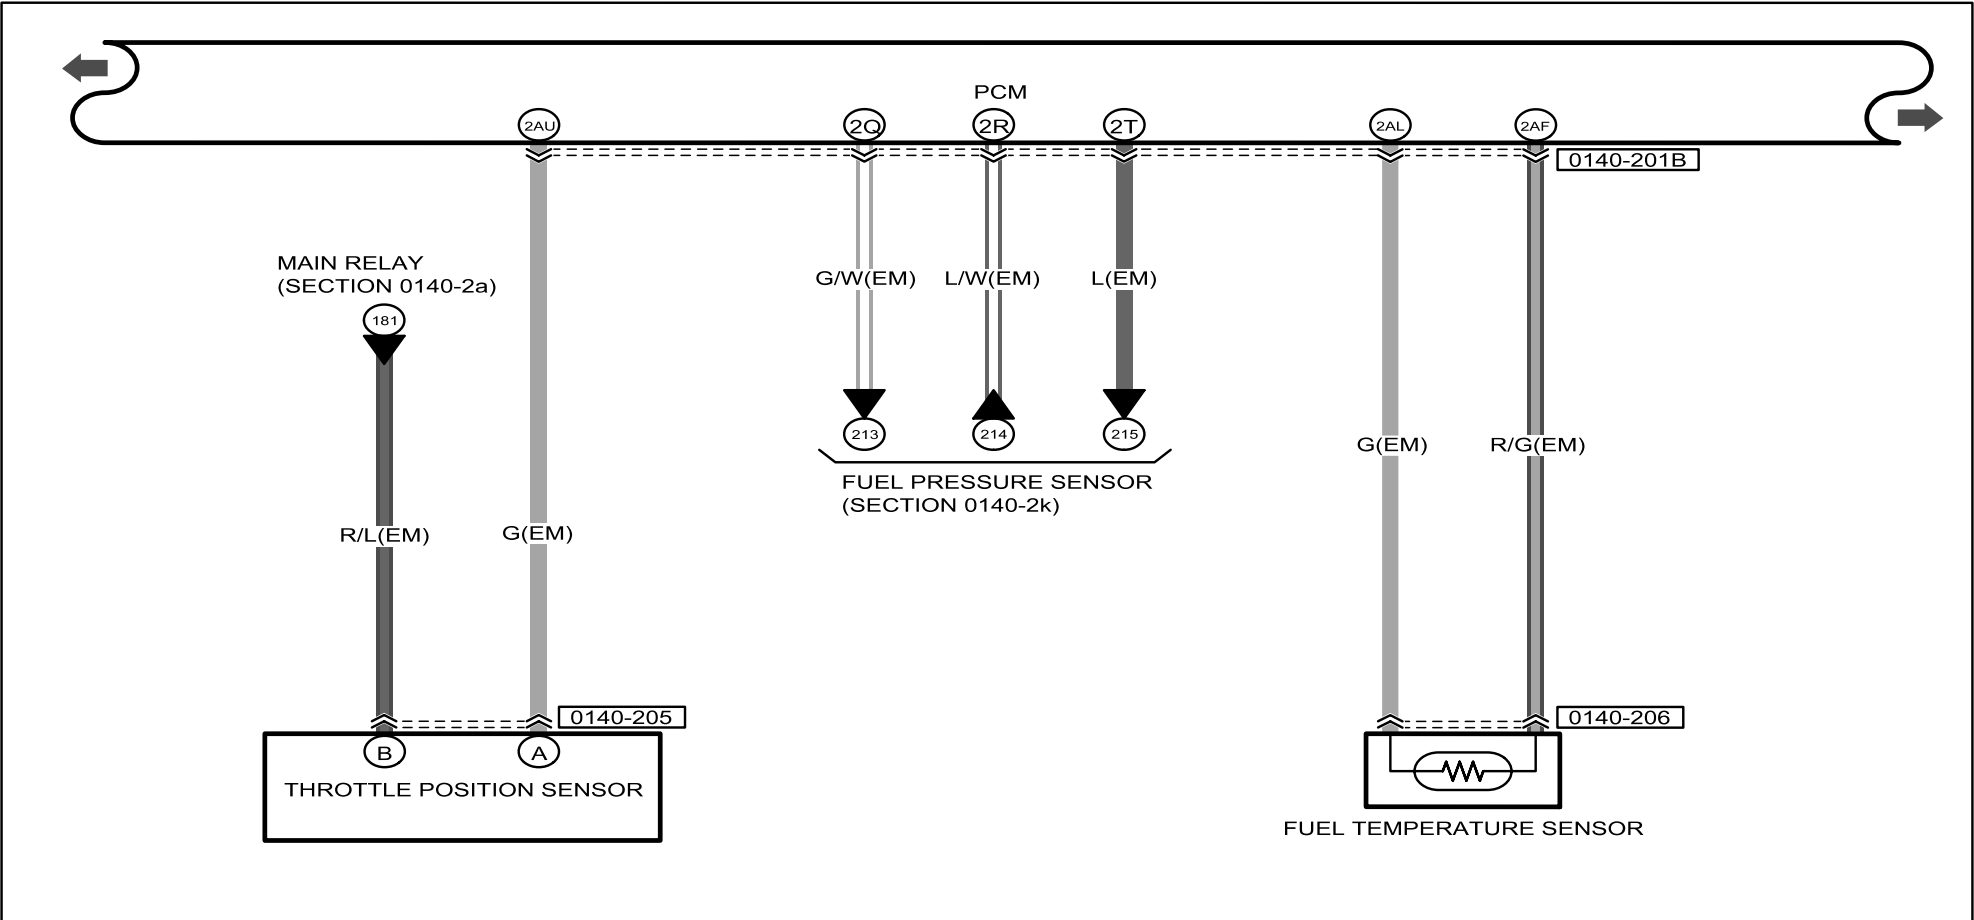 PCM
2AU
2Q
2R
2T
2AL
2AF
0140-201B
MAIN RELAY
(SECTION 0140-2a)
181
G/W(EM)
L/W(EM)
L(EM)
213
214
215
FUEL PRESSURE SENSOR
(SECTION 0140-2k)
G(EM)
R/G(EM)
R/L(EM)
G(EM)
0140-205
0140-206
B
A
THROTTLE POSITION SENSOR
FUEL TEMPERATURE SENSOR